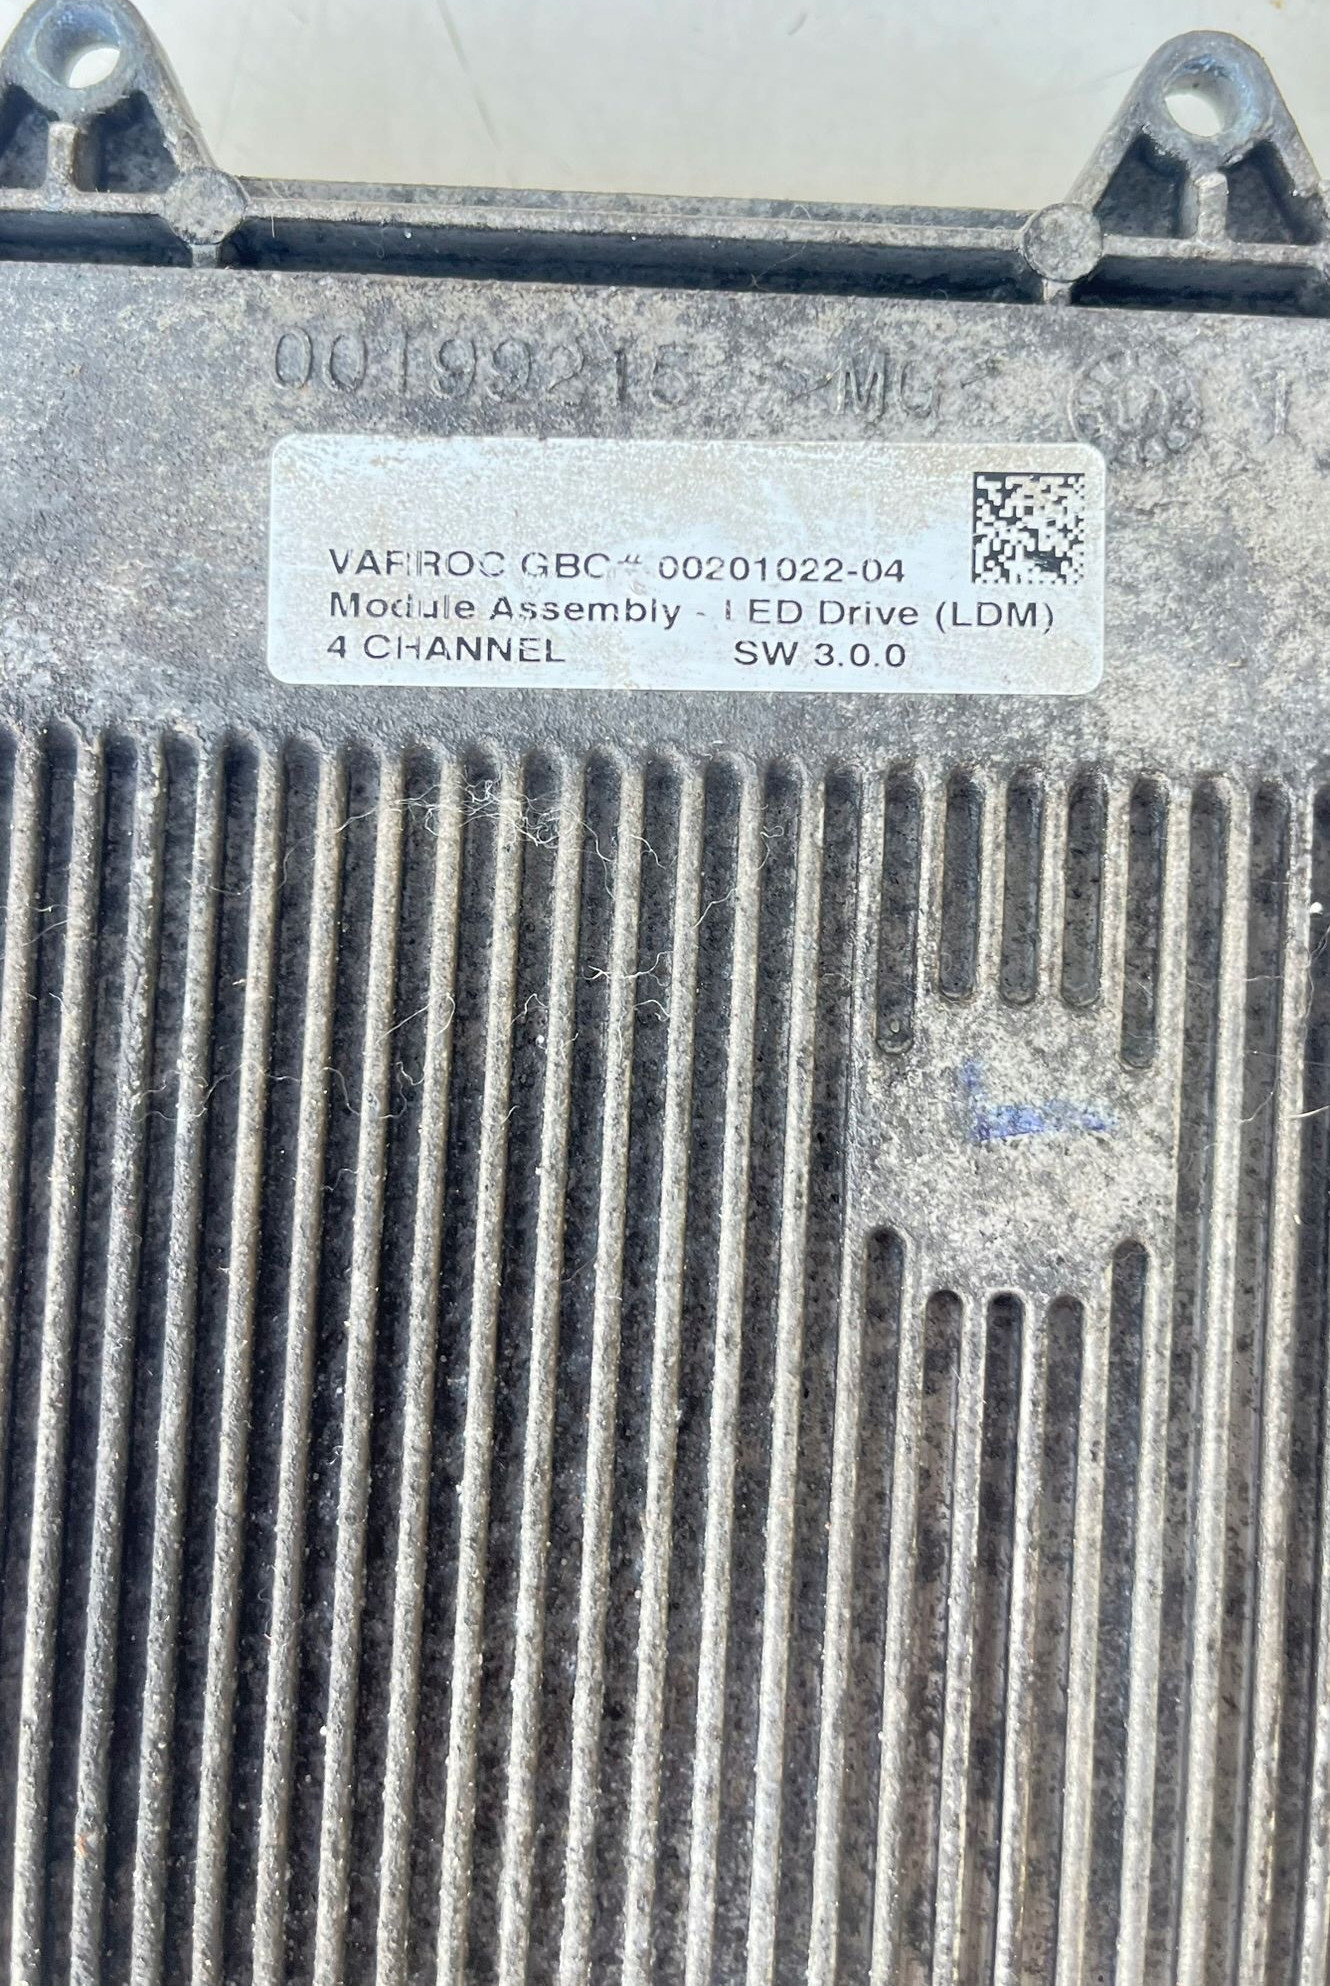 00199215 >MG<
VARROC GBC# 00201022-04
Module Assembly - LED Drive (LDM)
4 CHANNEL SW 3.0.0